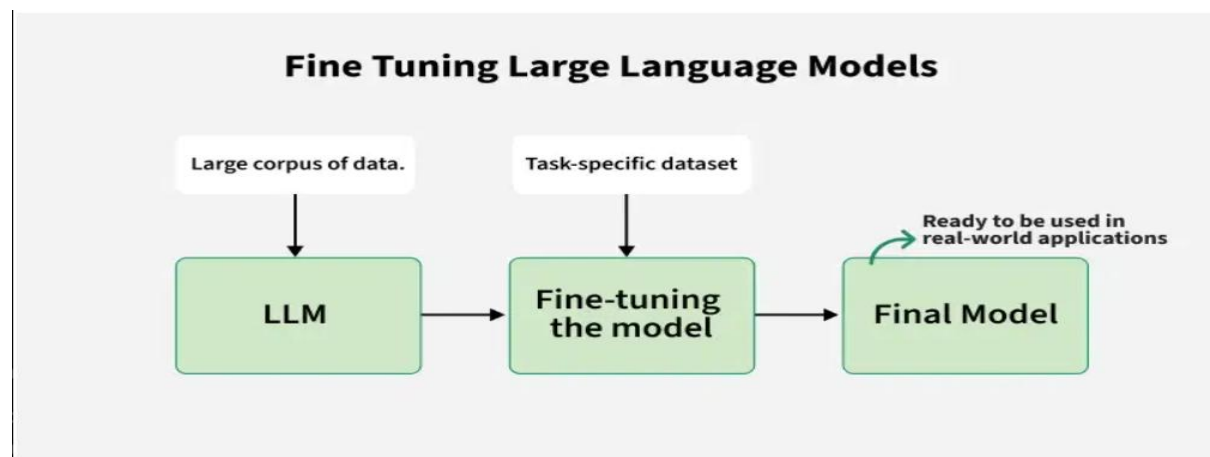 Fine Tuning Large Language Models
Large corpus of data.
Task-specific dataset
Ready to be used in
real-world applications
LLM
Fine-tuning
the model
Final Model